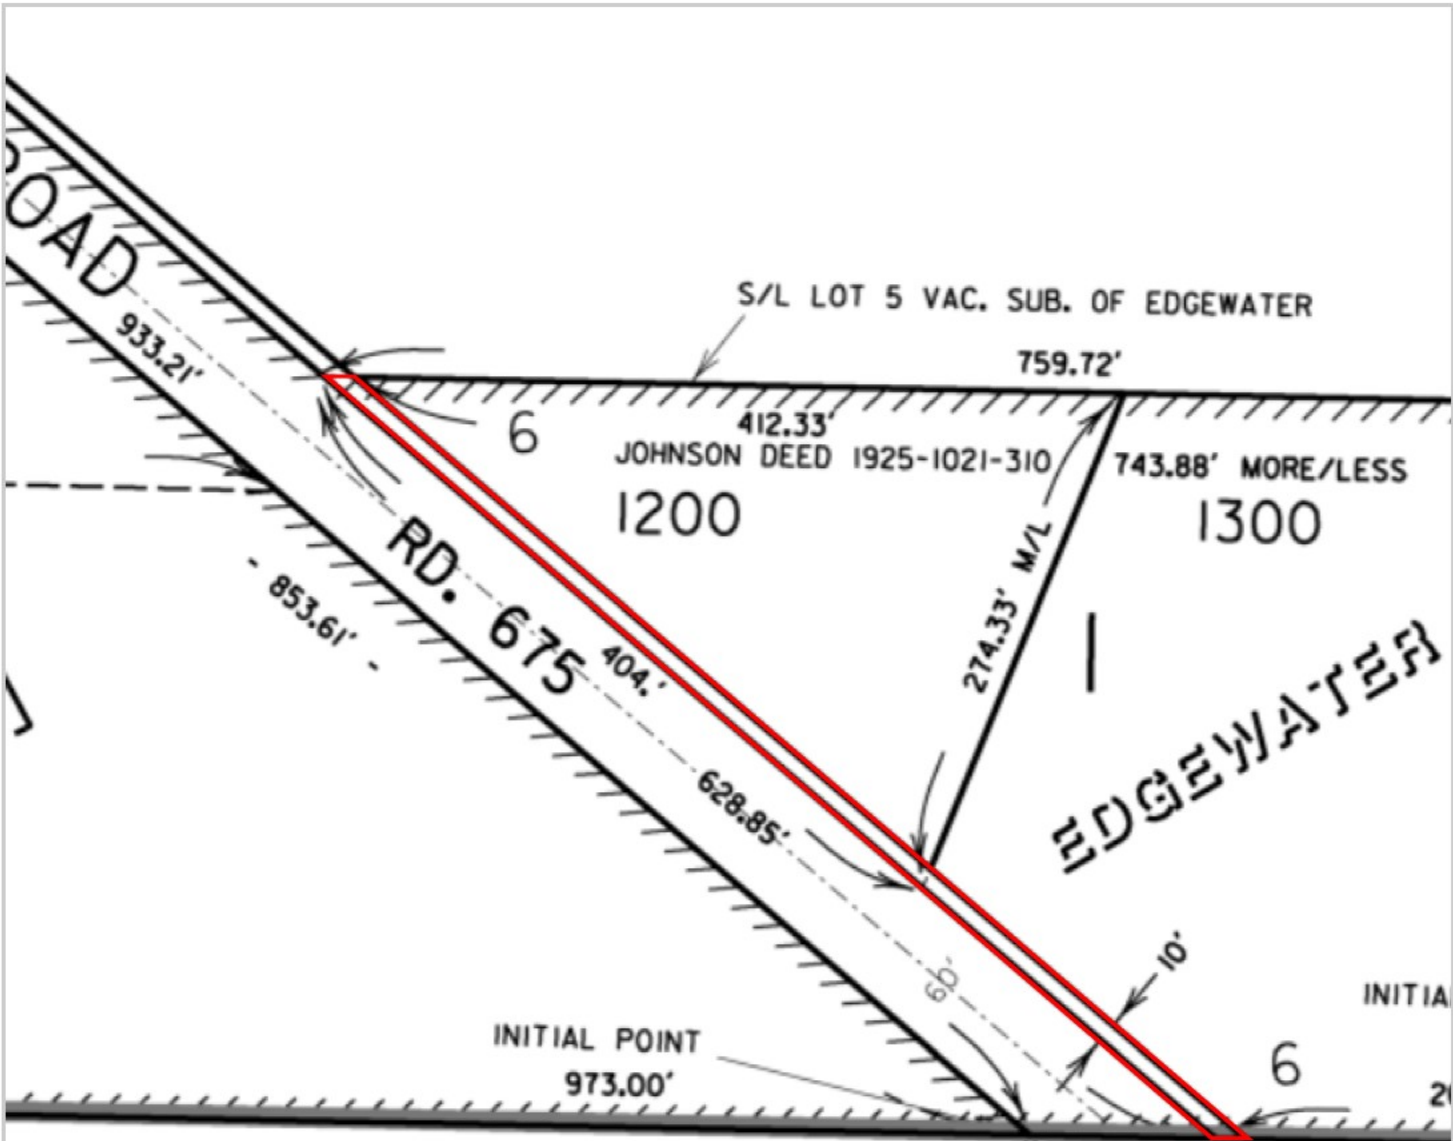 ROAD
933.21'
S/L LOT 5 VAC. SUB. OF EDGEWATER
759.72'
6
412.33'
JOHNSON DEED 1925-1021-310
743.88' MORE/LESS
1200
1300
RD. 675
274.33' M/L
- 853.61' -
404.'
1
EDGEWATER
628.85'
10'
60'
INITIA
INITIAL POINT
973.00'
6